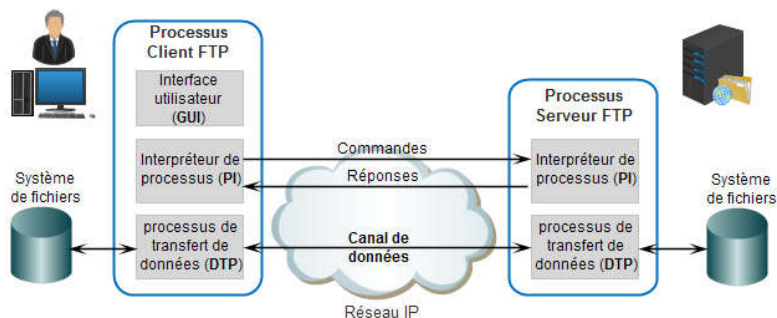 Processus
Client FTP
Interface
utilisateur
(GUI)
Processus
Serveur FTP
Commandes
Interpréteur de
processus (PI)
Interpréteur de
processus (PI)
Réponses
Système
de fichiers
Système
de fichiers
processus de
transfert de
données (DTP)
Canal de
données
processus de
transfert de
données (DTP)
Réseau IP